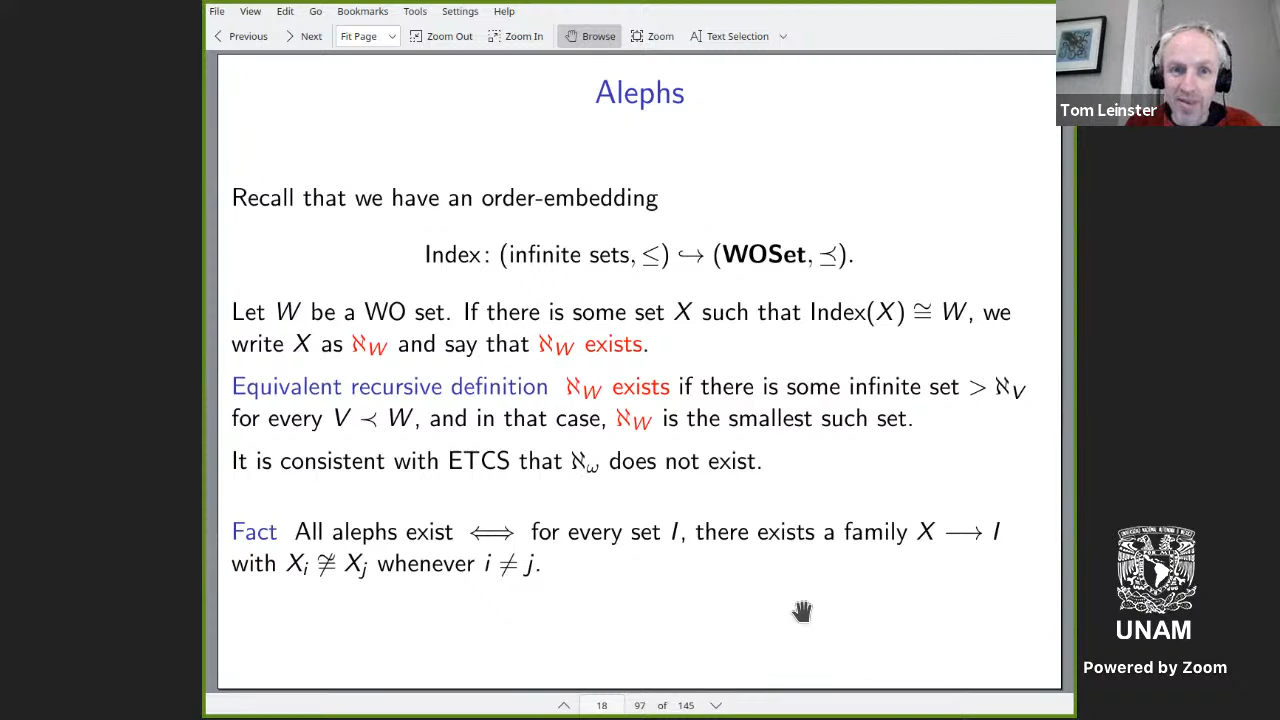 File View Edit Go Bookmarks Tools Settings Help
Previous Next Fit Page Zoom Out Zoom In Browse Zoom Text Selection
Alephs
Tom Leinster
Recall that we have an order-embedding
Index: (infinite sets, ≤) ↪ (WOSet, ≼).
Let W be a WO set. If there is some set X such that Index(X) ≅ W, we
write X as ℵ_W and say that ℵ_W exists.
Equivalent recursive definition ℵ_W exists if there is some infinite set > ℵ_V
for every V ≺ W, and in that case, ℵ_W is the smallest such set.
It is consistent with ETCS that ℵ_ω does not exist.
Fact All alephs exist ⟺ for every set I, there exists a family X ⟶ I
with X_i ≇ X_j whenever i ≠ j.
UNAM
Powered by Zoom
18 97 of 145